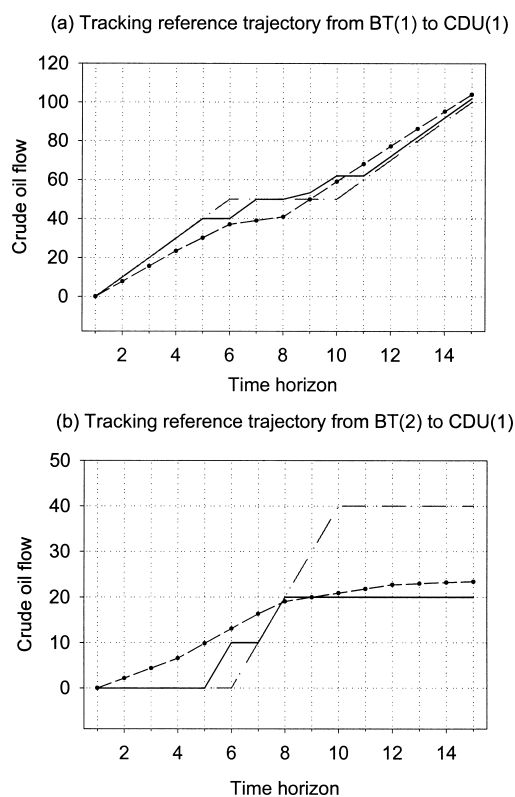 (a) Tracking reference trajectory from BT(1) to CDU(1)
120
100
80
60
40
20
0
Crude oil flow
2 4 6 8 10 12 14
Time horizon
(b) Tracking reference trajectory from BT(2) to CDU(1)
50
40
30
20
10
0
Crude oil flow
2 4 6 8 10 12 14
Time horizon